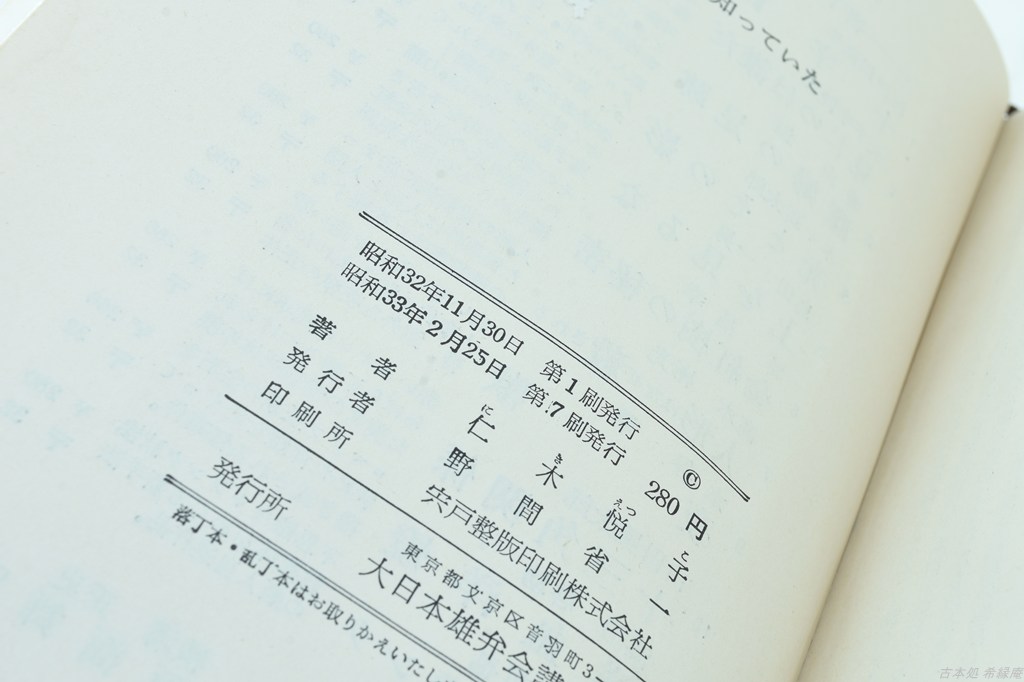 知っていた
昭和32年11月30日 第1刷発行
昭和33年2月25日 第7刷発行
© 280円
著者 仁木悦子
に き えつ こ
発行者 野間省一
印刷所 宍戸整版印刷株式会社
発行所
東京都文京区音羽町3-
大日本雄弁会講
落丁本・乱丁本はお取りかえいたし
古本処 希縁庵